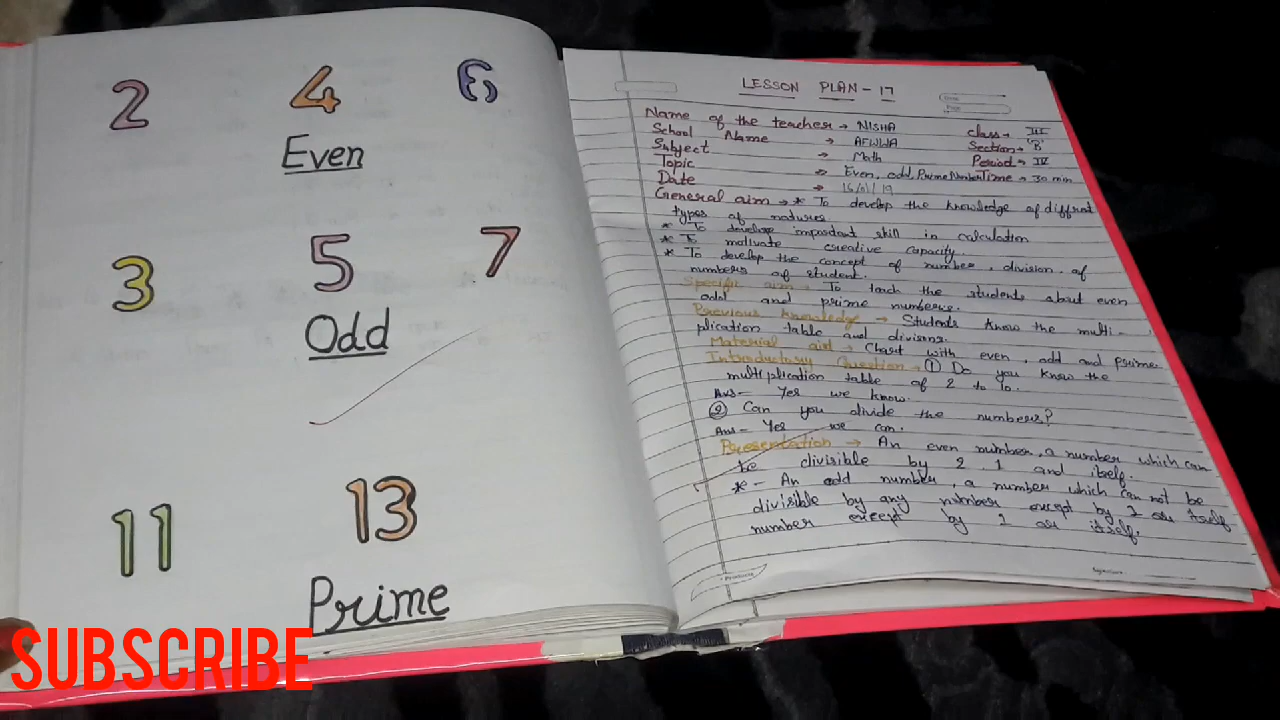 2 4 6
Even
3 5 7
Odd
11 13
Prime
SUBSCRIBE
LESSON PLAN - 17
Name of the teacher → NISHA Class → III
School Name → AFWWA Section → 'B'
Subject → Math Period → IV
Topic → Even, odd, Prime Number Time → 30 min
Date → 16/01/19
General aim → * To develop the knowledge of diffrnt
types of natures
* To develop important skill in calculation
* To motivate creative capacity.
* To develop the concept of number, division, of
numbers of student.
Specific aim → To teach the students about even
odd and prime numbers.
Previous Knowledge → Students know the multi-
plication table and divisons.
Material aid → Chart with even, odd and prime
Introductory Question → ① Do you know the
multiplication table of 2 to 10.
Ans - Yes we know.
② Can you divide the numbers?
Ans - Yes we can.
Presentation → An even number, a number which can
be divisible by 2 1 and itself.
* - An odd number, a number which can not be
divisible by any number except by 1 or itself
number except by 1 or itself.